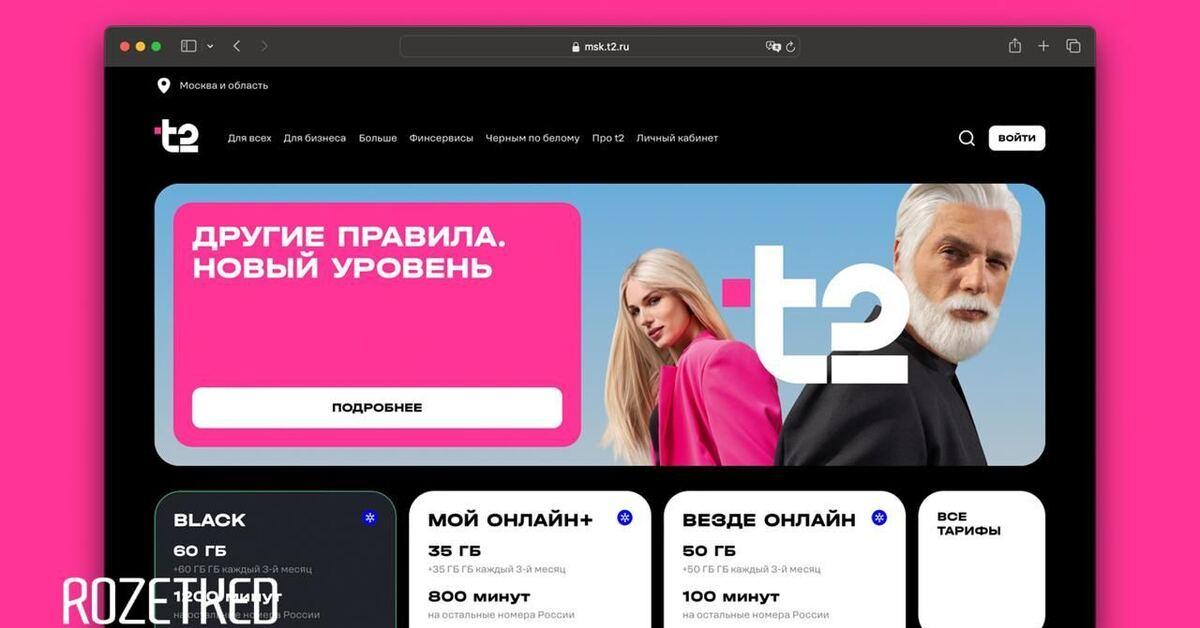 msk.t2.ru
Москва и область
t2
Для всех Для бизнеса Больше Финсервисы Черным по белому Про t2 Личный кабинет
ВОЙТИ
ДРУГИЕ ПРАВИЛА.
НОВЫЙ УРОВЕНЬ
ПОДРОБНЕЕ
t2
BLACK
60 ГБ
+60 ГБ ГБ каждый 3-й месяц
1200 минут
на остальные номера России
МОЙ ОНЛАЙН+
35 ГБ
+35 ГБ ГБ каждый 3-й месяц
800 минут
на остальные номера России
ВЕЗДЕ ОНЛАЙН
50 ГБ
+50 ГБ ГБ каждый 3-й месяц
100 минут
на остальные номера России
ВСЕ
ТАРИФЫ
ROZETKED